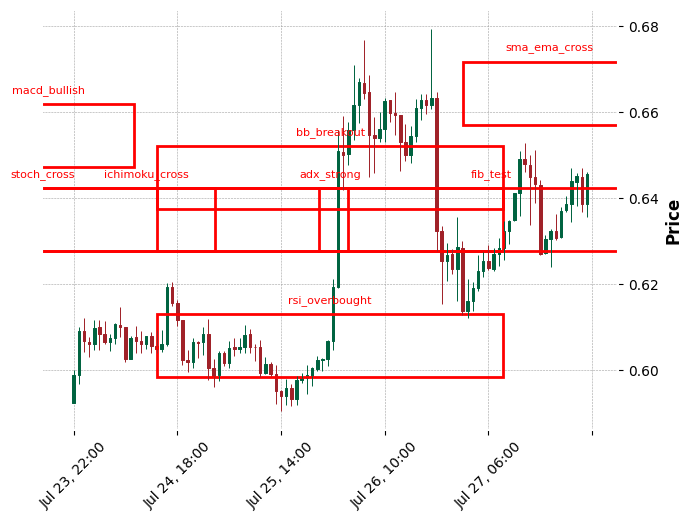 0.68
sma_ema_cross
macd_bullish
0.66
bb_breakout
stoch_cross
ichimoku_cross
adx_strong
fib_test
0.64
Price
0.62
rsi_overbought
0.60
Jul 23, 22:00
Jul 24, 18:00
Jul 25, 14:00
Jul 26, 10:00
Jul 27, 06:00